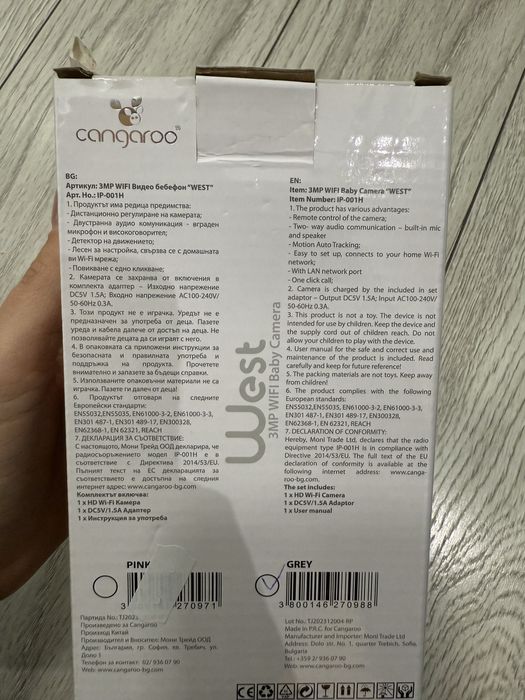 cangaroo
BG:
Артикул: 3MP WIFI Видео бебефон "WEST"
Арт. Но.: IP-001H
1. Продуктът има редица предимства:
- Дистанционно регулиране на камерата;
- Двустранна аудио комуникация - вграден
микрофон и високоговорител;
- Детектор на движението;
- Лесен за настройка, свързва се с домашната
ви Wi-Fi мрежа;
- Повикване с едно кликване;
2. Камерата се захранва от включения в
комплекта адаптер – Изходно напрежение
DC5V 1.5A; Входно напрежение AC100-240V/
50-60Hz 0.3A.
3. Този продукт не е играчка. Уредът не е
предназначен за употреба от деца. Пазете
уреда и кабела далече от достъп на деца. Не
позволявайте децата да си играят с него.
4. В опаковката са приложени инструкции за
безопасната и правилната употреба и
поддръжка на продукта. Прочетете
внимателно и запазете за бъдещи справки.
5. Използваните опаковъчни материали не са
играчка. Пазете ги далеч от деца!
6. Продуктът отговаря на следните
Европейски стандарти:
EN55032,EN55035, EN61000-3-2, EN61000-3-3,
EN301 487-1, EN301 489-17, EN300328,
EN62368-1, EN 62321, REACH
7. ДЕКЛАРАЦИЯ ЗА СЪОТВЕТСТВИЕ:
С настоящото, Мони Трейд ООД декларира, че
радиосъоръжението модел IP-001H е в
съответствие с Директива 2014/53/EU.
Пълният текст на ЕС декларацията за
съответствието е достъпна на следния
интернет адрес: www.cangaroo-bg.com
Комплектът включва:
1 x HD Wi-Fi Камера
1 x DC5V/1.5A Адаптер
1 x Инструкция за употреба
West
3MP WIFI Baby Camera
EN:
Item: 3MP WIFI Baby Camera "WEST"
Item Number: IP-001H
1. The product has various advantages:
- Remote control of the camera;
- Two- way audio communication – built-in mic
and speaker
- Motion Auto Tracking;
- Easy to set up, connects to your home Wi-Fi
network;
- With LAN network port
- One click call;
2. Camera is charged by the included in set
adaptor – Output DC5V 1.5A; Input AC100-240V/
50-60Hz 0.3A.
3. This product is not a toy. The device is not
intended for use by children. Keep the device and
the supply cord out of children reach. Do not
allow your children to play with the device.
4. User manual for the safe and correct use and
maintenance of the product is included. Read
carefully and keep for future reference!
5. The packing materials are not toys. Keep away
from children!
6. The product complies with the following
European standards:
EN55032,EN55035, EN61000-3-2, EN61000-3-3,
EN301 487-1, EN301 489-17, EN300328,
EN62368-1, EN 62321, REACH
7. DECLARATION OF CONFORMITY:
Hereby, Moni Trade Ltd. declares that the radio
equipment type IP-001H is in compliance with
Directive 2014/53/EU. The full text of the EU
declaration of conformity is available at the
following internet address: www.canga-
roo-bg.com.
The set includes:
1 x HD Wi-Fi Camera
1 x DC5V/1.5A Adaptor
1 x User manual
PINK
270971
GREY
3 800146 270988
Партида No.: TJ202
Произведено за Cangaroo
Произход Китай
Производител и Вносител: Мони Трейд ООД
Адрес: България, гр. София, кв. Требич, ул.
Доло 1
Телефон за контакт: 02/ 936 07 90
Website: cangaroo-bg.com
Lot No.: TJ202312004-RP
Made in P.R.C. for Cangaroo
Manufacturer and Importer: Moni Trade Ltd
Address: Dolo str. No. 1, quarter Trebich, Sofia,
Bulgaria
Tel.: +359 2/ 936 07 90
Website: cangaroo-bg.com
CE